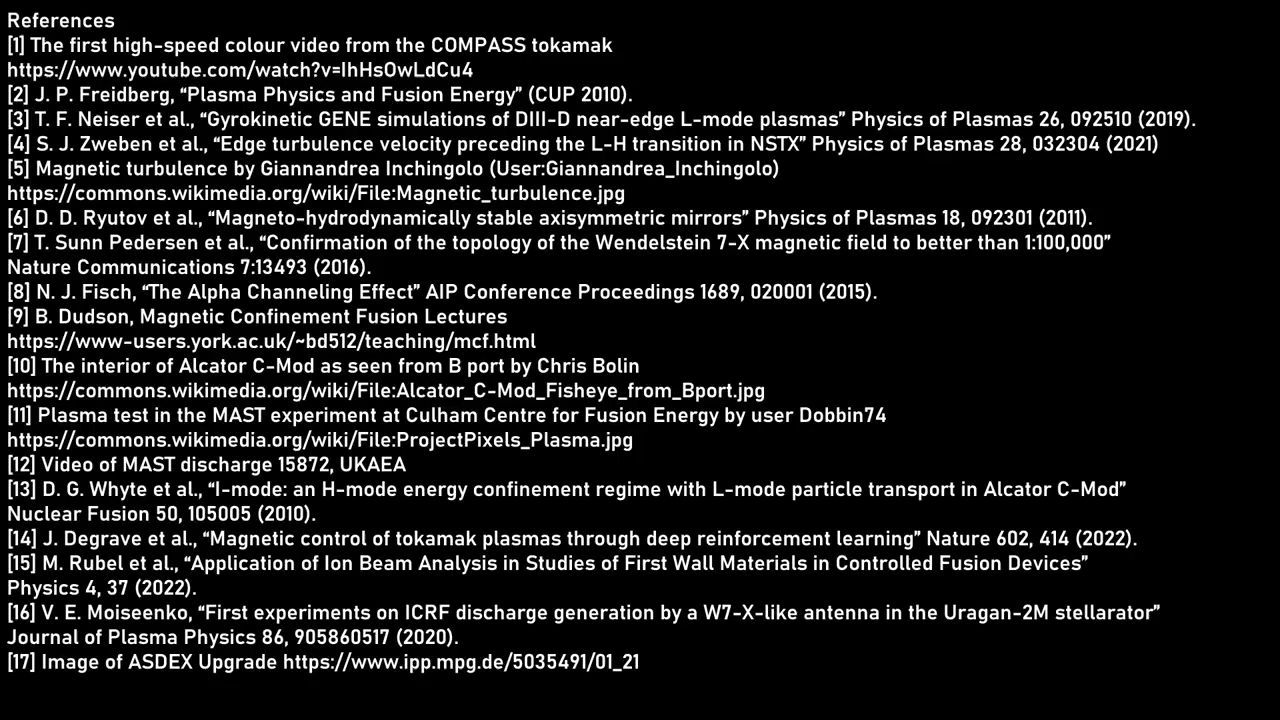 References
[1] The first high-speed colour video from the COMPASS tokamak
https://www.youtube.com/watch?v=IhHsOwLdCu4
[2] J. P. Freidberg, “Plasma Physics and Fusion Energy” (CUP 2010).
[3] T. F. Neiser et al., “Gyrokinetic GENE simulations of DIII-D near-edge L-mode plasmas” Physics of Plasmas 26, 092510 (2019).
[4] S. J. Zweben et al., “Edge turbulence velocity preceding the L-H transition in NSTX” Physics of Plasmas 28, 032304 (2021)
[5] Magnetic turbulence by Giannandrea Inchingolo (User:Giannandrea_Inchingolo)
https://commons.wikimedia.org/wiki/File:Magnetic_turbulence.jpg
[6] D. D. Ryutov et al., “Magneto-hydrodynamically stable axisymmetric mirrors” Physics of Plasmas 18, 092301 (2011).
[7] T. Sunn Pedersen et al., “Confirmation of the topology of the Wendelstein 7-X magnetic field to better than 1:100,000”
Nature Communications 7:13493 (2016).
[8] N. J. Fisch, “The Alpha Channeling Effect” AIP Conference Proceedings 1689, 020001 (2015).
[9] B. Dudson, Magnetic Confinement Fusion Lectures
https://www-users.york.ac.uk/~bd512/teaching/mcf.html
[10] The interior of Alcator C-Mod as seen from B port by Chris Bolin
https://commons.wikimedia.org/wiki/File:Alcator_C-Mod_Fisheye_from_Bport.jpg
[11] Plasma test in the MAST experiment at Culham Centre for Fusion Energy by user Dobbin74
https://commons.wikimedia.org/wiki/File:ProjectPixels_Plasma.jpg
[12] Video of MAST discharge 15872, UKAEA
[13] D. G. Whyte et al., “I-mode: an H-mode energy confinement regime with L-mode particle transport in Alcator C-Mod”
Nuclear Fusion 50, 105005 (2010).
[14] J. Degrave et al., “Magnetic control of tokamak plasmas through deep reinforcement learning” Nature 602, 414 (2022).
[15] M. Rubel et al., “Application of Ion Beam Analysis in Studies of First Wall Materials in Controlled Fusion Devices”
Physics 4, 37 (2022).
[16] V. E. Moiseenko, “First experiments on ICRF discharge generation by a W7-X-like antenna in the Uragan-2M stellarator”
Journal of Plasma Physics 86, 905860517 (2020).
[17] Image of ASDEX Upgrade https://www.ipp.mpg.de/5035491/01_21